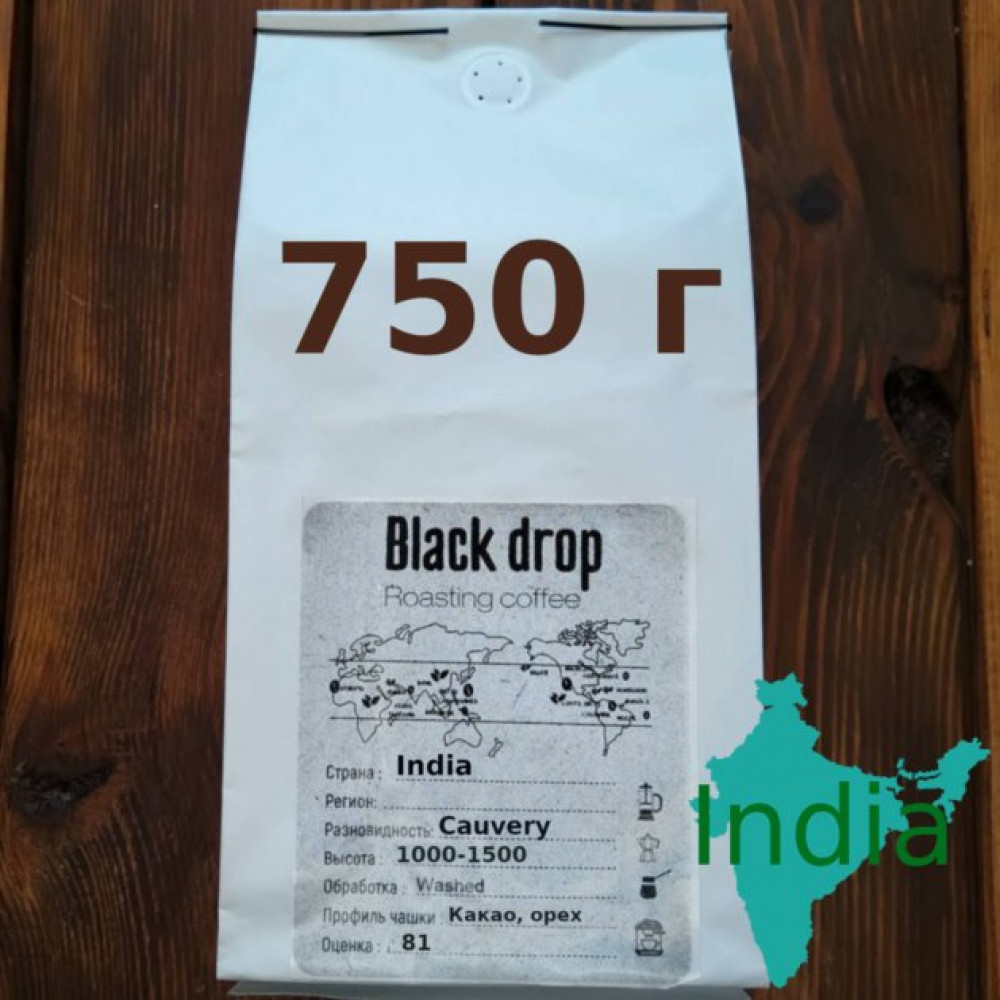 750 г
Black drop
Roasting coffee
Страна: India
Регион:
Разновидность: Cauvery
Высота: 1000-1500
Обработка: Washed
Профиль чашки: Какао, орех
Оценка: 81
India